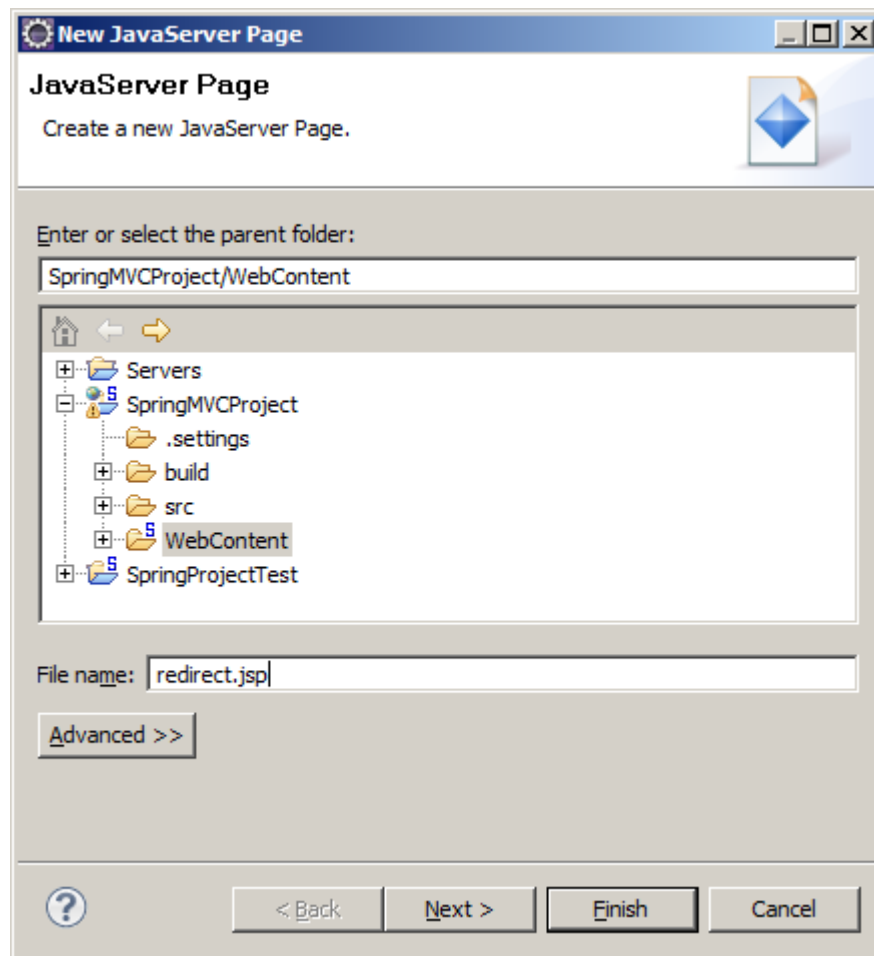 New JavaServer Page
JavaServer Page
Create a new JavaServer Page.
Enter or select the parent folder:
SpringMVCProject/WebContent
Servers
SpringMVCProject
.settings
build
src
WebContent
SpringProjectTest
File name: redirect.jsp
Advanced >>
< Back Next > Finish Cancel